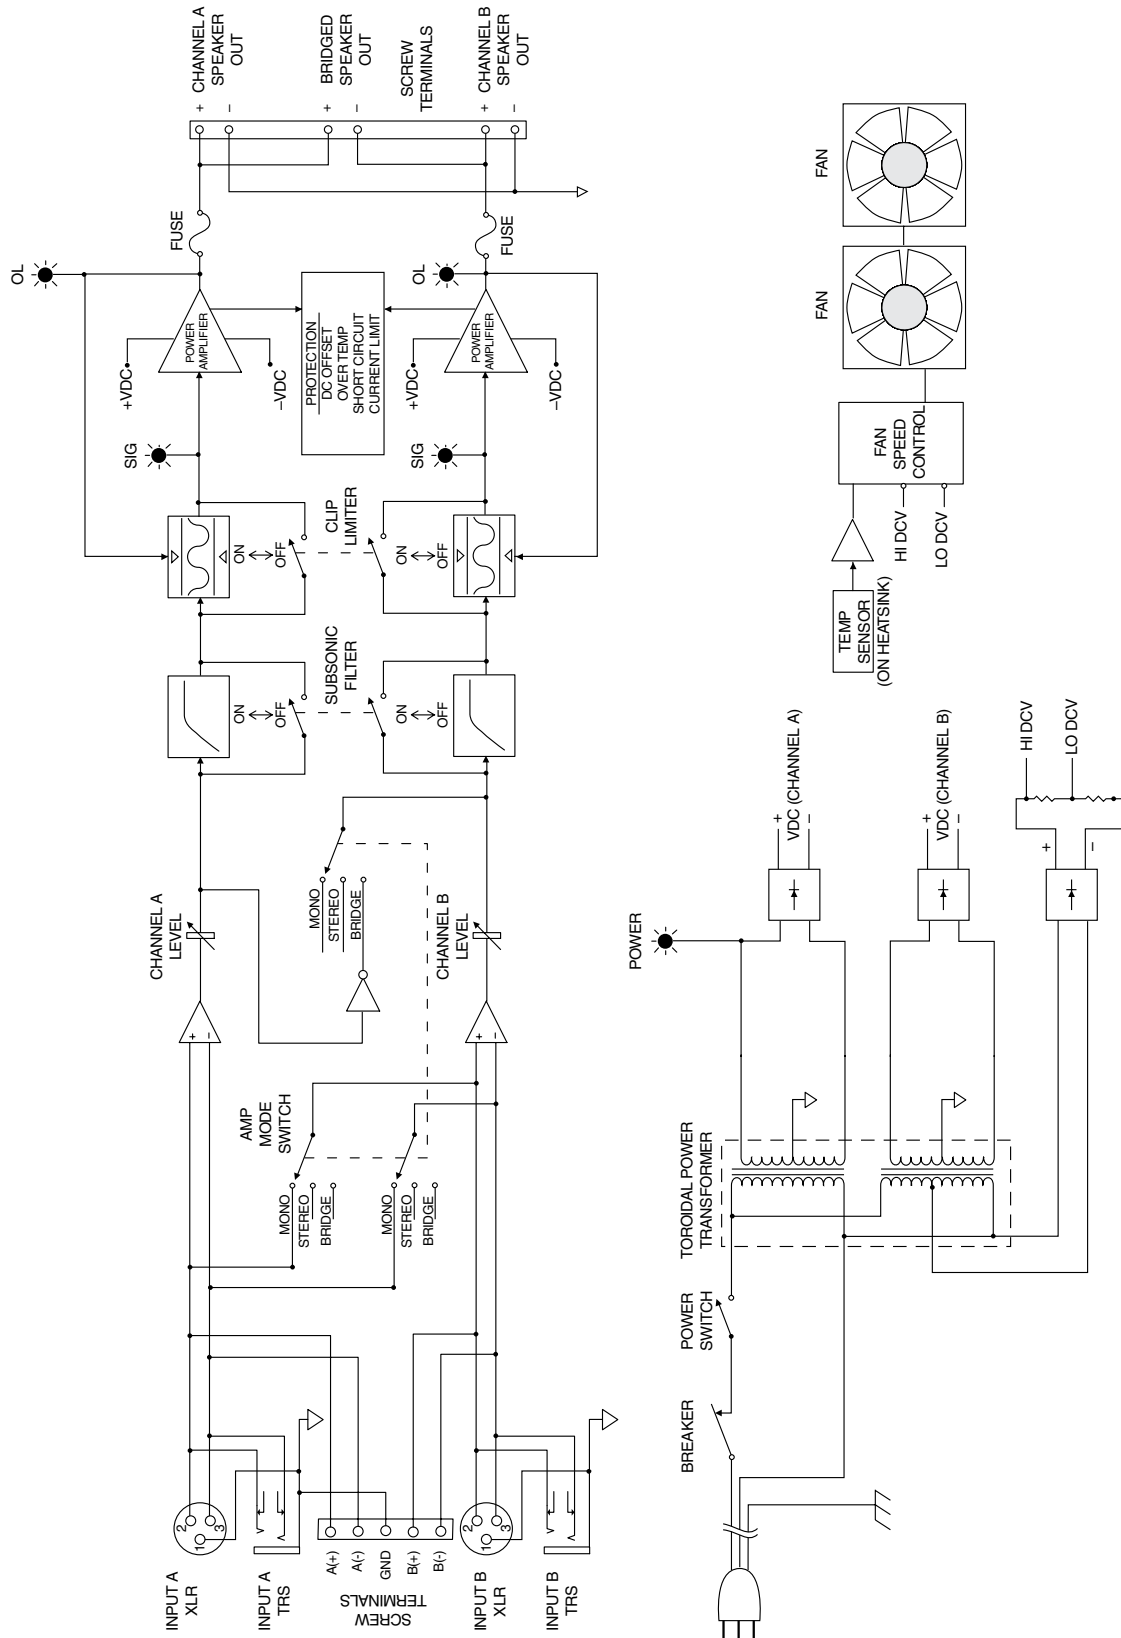 INPUT A
XLR
2
1
3
INPUT A
TRS
SCREW
TERMINALS
A(+)
A(-)
GND
B(+)
B(-)
INPUT B
XLR
2
1
3
INPUT B
TRS
AMP
MODE
SWITCH
MONO
STEREO
BRIDGE
MONO
STEREO
BRIDGE
+
–
+
–
CHANNEL A
LEVEL
MONO
STEREO
BRIDGE
CHANNEL B
LEVEL
ON
OFF
SUBSONIC
FILTER
ON
OFF
ON
OFF
CLIP
LIMITER
ON
OFF
SIG
SIG
OL
+VDC
POWER
AMPLIFIER
–VDC
PROTECTION
DC OFFSET
OVER TEMP
SHORT CIRCUIT
CURRENT LIMIT
OL
+VDC
POWER
AMPLIFIER
–VDC
FUSE
FUSE
+ CHANNEL A
SPEAKER
– OUT
BRIDGED
+ SPEAKER
– OUT
SCREW
TERMINALS
+ CHANNEL B
SPEAKER
– OUT
BREAKER
POWER
SWITCH
TOROIDAL POWER
TRANSFORMER
POWER
+
VDC (CHANNEL A)
–
+
VDC (CHANNEL B)
–
+
–
HI DCV
LO DCV
TEMP
SENSOR
(ON HEATSINK)
HI DCV
LO DCV
FAN
SPEED
CONTROL
FAN
FAN